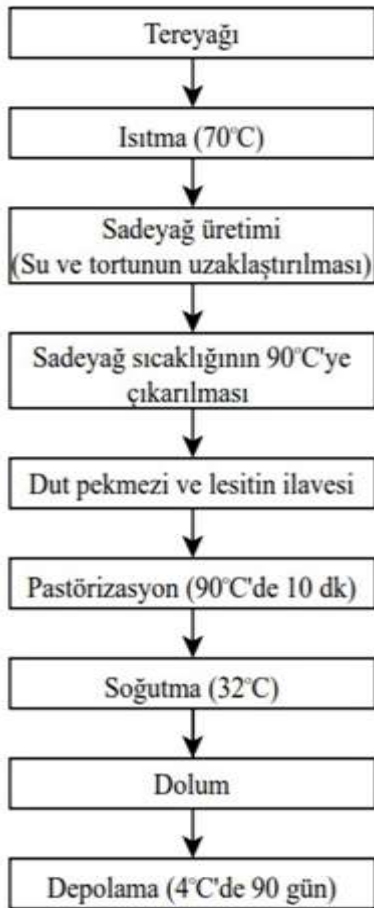 Tereyağı
Isıtma (70°C)
Sadeyağ üretimi
(Su ve tortunun uzaklaştırılması)
Sadeyağ sıcaklığının 90°C'ye
çıkarılması
Dut pekmezi ve lesitin ilavesi
Pastörizasyon (90°C'de 10 dk)
Soğutma (32°C)
Dolum
Depolama (4°C'de 90 gün)